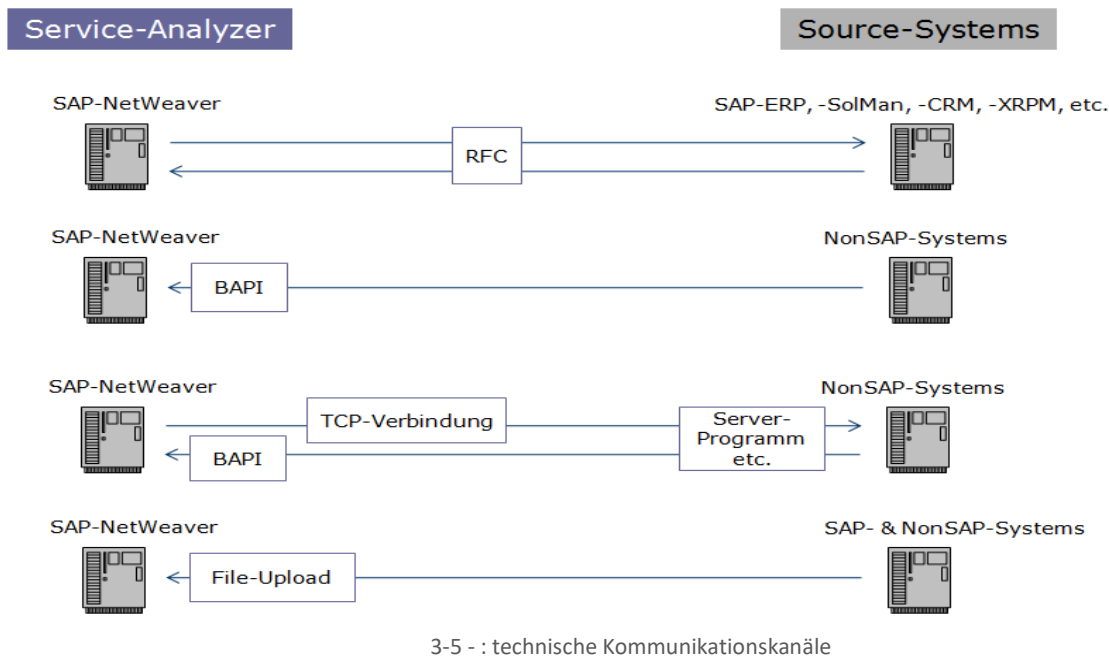 Service-Analyzer
Source-Systems
SAP-NetWeaver
SAP-ERP, -SolMan, -CRM, -XRPM, etc.
RFC
SAP-NetWeaver
NonSAP-Systems
BAPI
SAP-NetWeaver
NonSAP-Systems
TCP-Verbindung
Server-
Programm
etc.
BAPI
SAP-NetWeaver
SAP- & NonSAP-Systems
File-Upload
3-5 - : technische Kommunikationskanäle